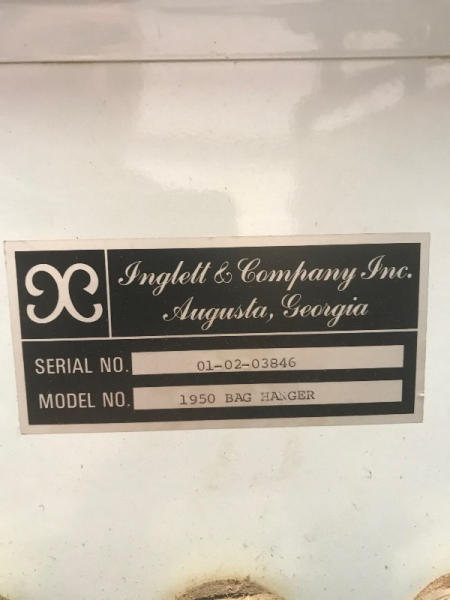 Inglett & Company Inc.
Augusta, Georgia
SERIAL NO. 01-02-03846
MODEL NO. 1950 BAG HANGER